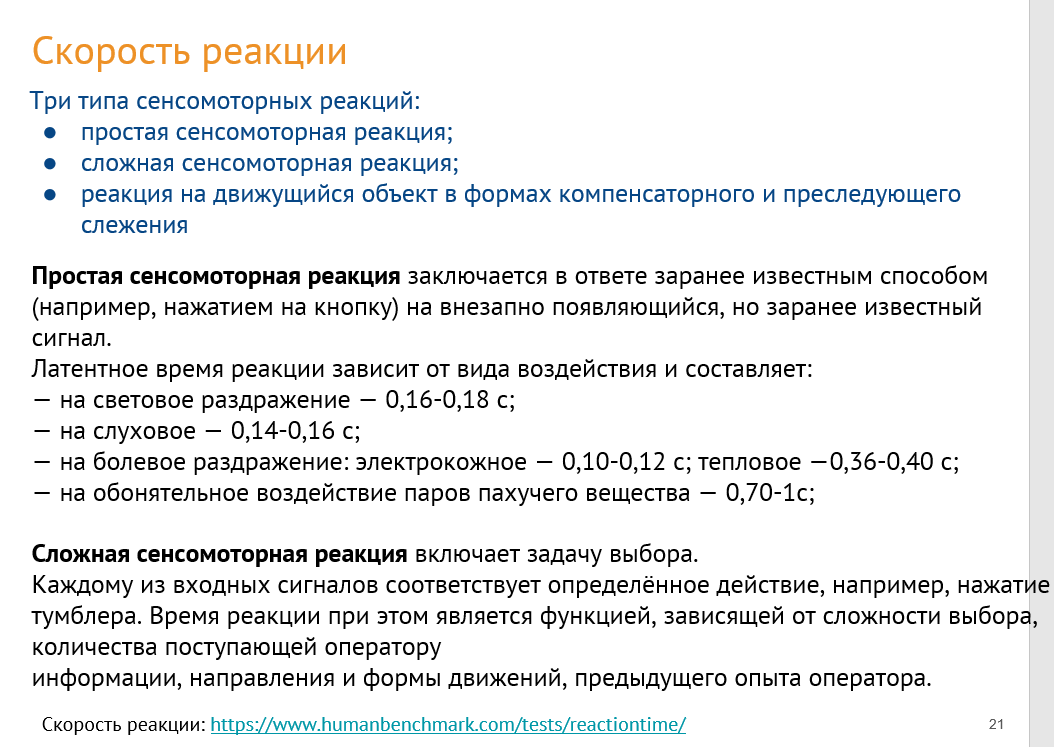 Скорость реакции
Три типа сенсомоторных реакций:
● простая сенсомоторная реакция;
● сложная сенсомоторная реакция;
● реакция на движущийся объект в формах компенсаторного и преследующего
слежения
Простая сенсомоторная реакция заключается в ответе заранее известным способом
(например, нажатием на кнопку) на внезапно появляющийся, но заранее известный
сигнал.
Латентное время реакции зависит от вида воздействия и составляет:
— на световое раздражение — 0,16-0,18 с;
— на слуховое — 0,14-0,16 с;
— на болевое раздражение: электрокожное — 0,10-0,12 с; тепловое —0,36-0,40 с;
— на обонятельное воздействие паров пахучего вещества — 0,70-1с;
Сложная сенсомоторная реакция включает задачу выбора.
Каждому из входных сигналов соответствует определённое действие, например, нажатие
тумблера. Время реакции при этом является функцией, зависящей от сложности выбора,
количества поступающей оператору
информации, направления и формы движений, предыдущего опыта оператора.
Скорость реакции: https://www.humanbenchmark.com/tests/reactiontime/
21